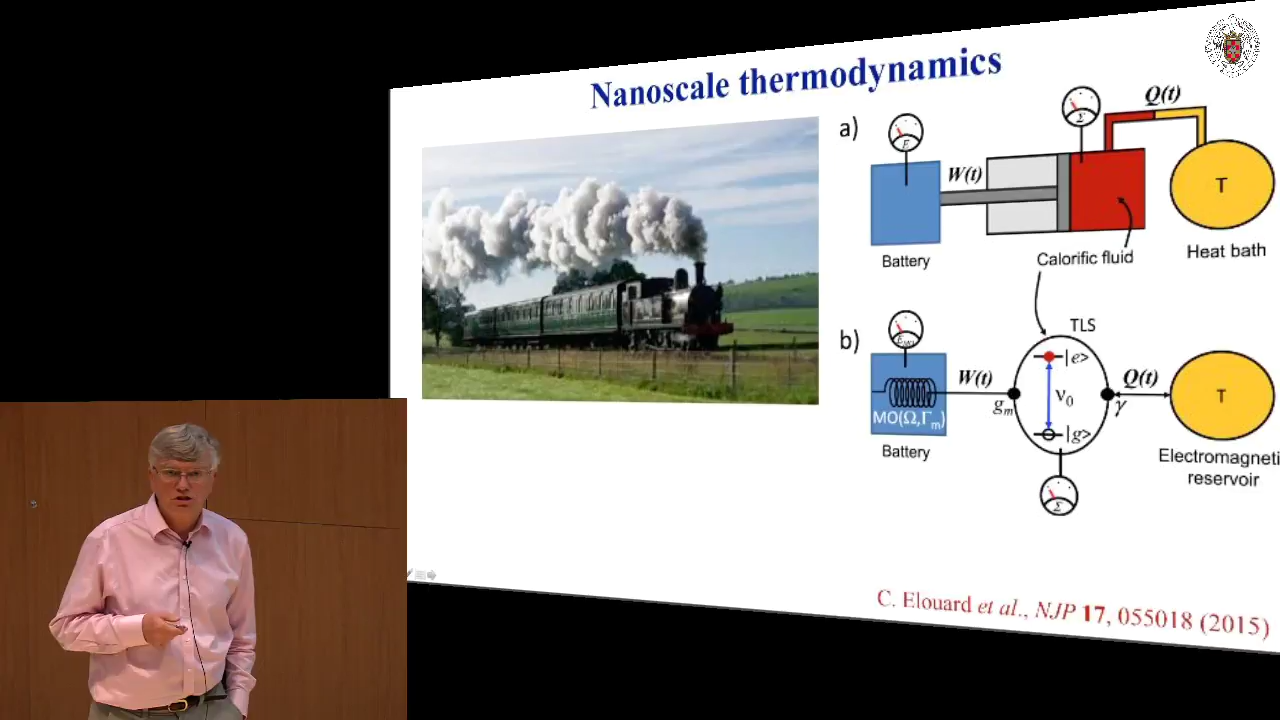 Nanoscale thermodynamics
a)
E
Σ
Q(t)
W(t)
T
Battery
Calorific fluid
Heat bath
b)
TLS
|e>
W(t)
Q(t)
ν₀
T
gₘ
γ
MO(Ω,Γₘ)
|g>
Battery
Electromagneti
reservoir
Σ
C. Elouard et al., NJP 17, 055018 (2015)